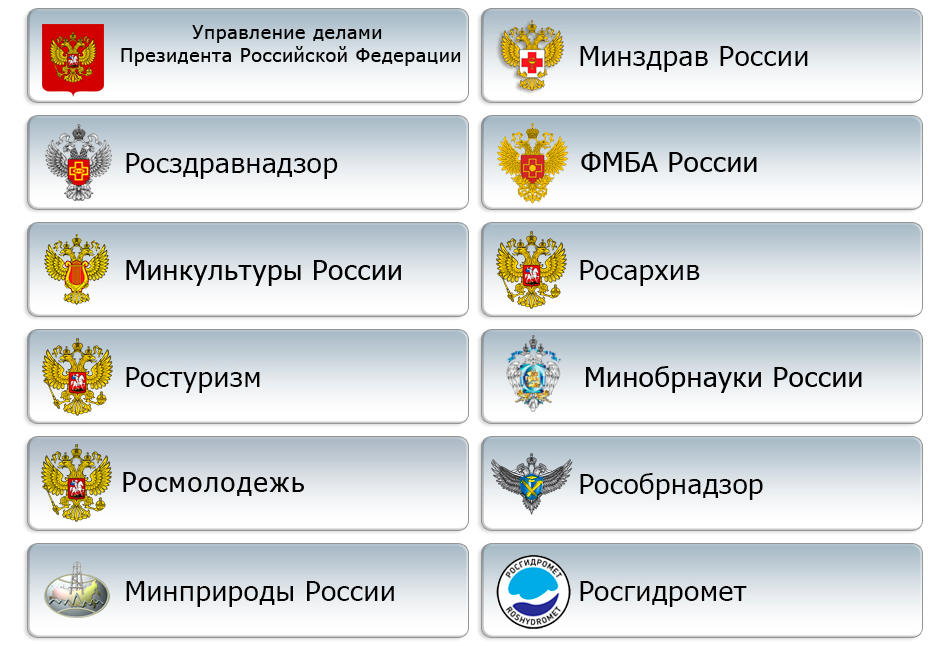 Управление делами
Президента Российской Федерации
Минздрав России
Росздравнадзор
ФМБА России
Минкультуры России
Росархив
Ростуризм
Минобрнауки России
Росмолодежь
Рособрнадзор
Минприроды России
РОСГИДРОМЕТ
ROSHYDROMET
Росгидромет